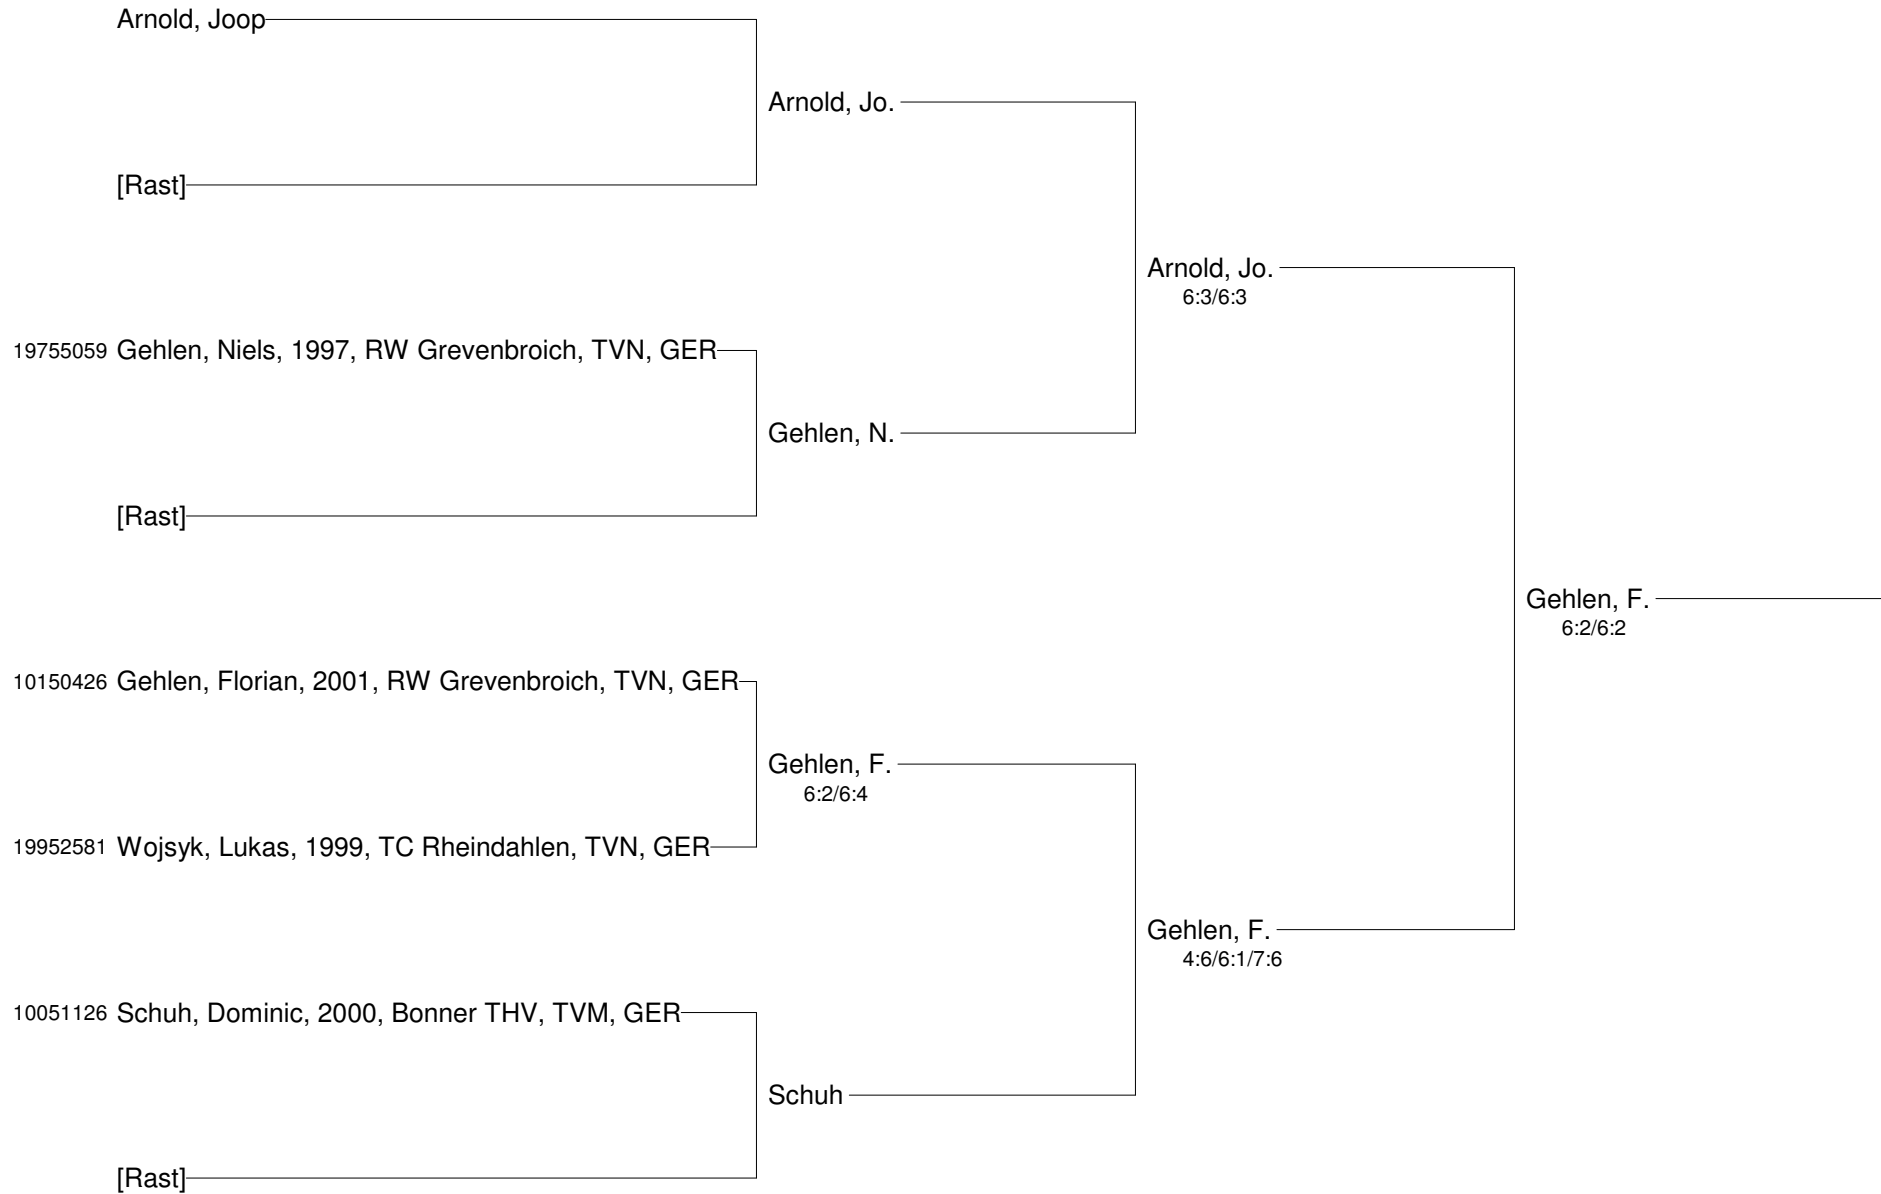 Arnold, Joop
Arnold, Jo.
[Rast]
Arnold, Jo.
6:3/6:3
19755059 Gehlen, Niels, 1997, RW Grevenbroich, TVN, GER
Gehlen, N.
[Rast]
Gehlen, F.
6:2/6:2
10150426 Gehlen, Florian, 2001, RW Grevenbroich, TVN, GER
Gehlen, F.
6:2/6:4
19952581 Wojsyk, Lukas, 1999, TC Rheindahlen, TVN, GER
Gehlen, F.
4:6/6:1/7:6
10051126 Schuh, Dominic, 2000, Bonner THV, TVM, GER
Schuh
[Rast]